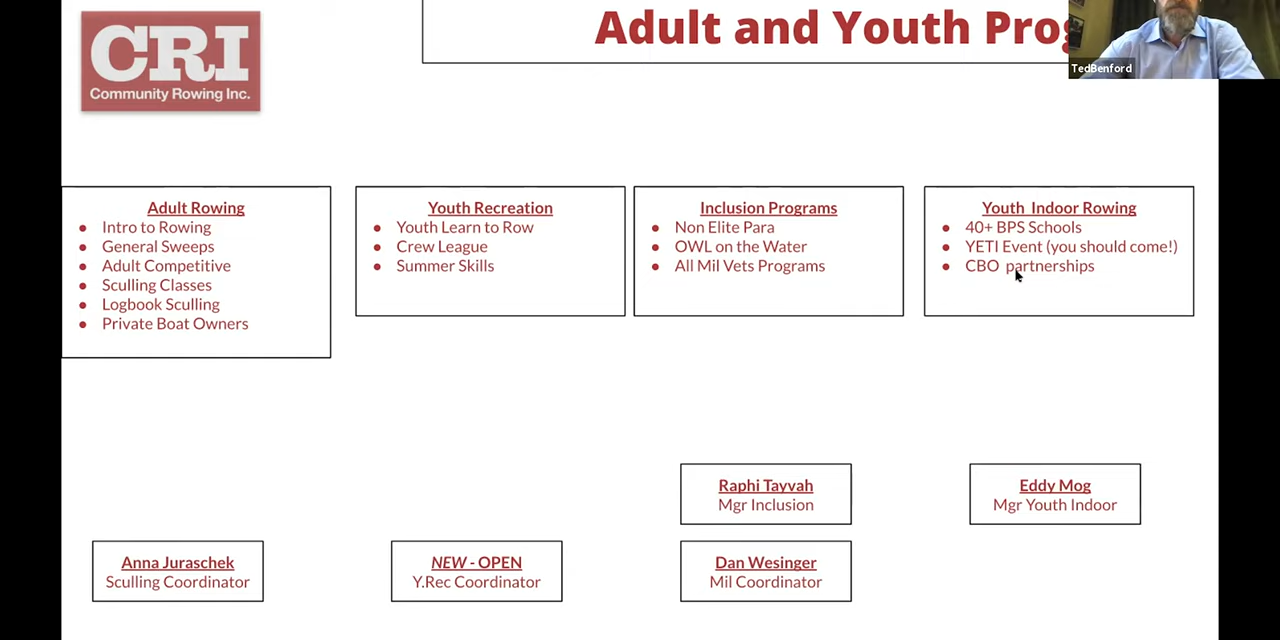 CRI
Community Rowing Inc.
Adult and Youth
TedBenford
Adult Rowing
Intro to Rowing
General Sweeps
Adult Competitive
Sculling Classes
Logbook Sculling
Private Boat Owners
Youth Recreation
Youth Learn to Row
Crew League
Summer Skills
Inclusion Programs
Non Elite Para
OWL on the Water
All Mil Vets Programs
Youth Indoor Rowing
40+ BPS Schools
YETI Event (you should come!)
CBO partnerships
Raphi Tayvah
Mgr Inclusion
Eddy Mog
Mgr Youth Indoor
Anna Juraschek
Sculling Coordinator
NEW - OPEN
Y.Rec Coordinator
Dan Wesinger
Mil Coordinator